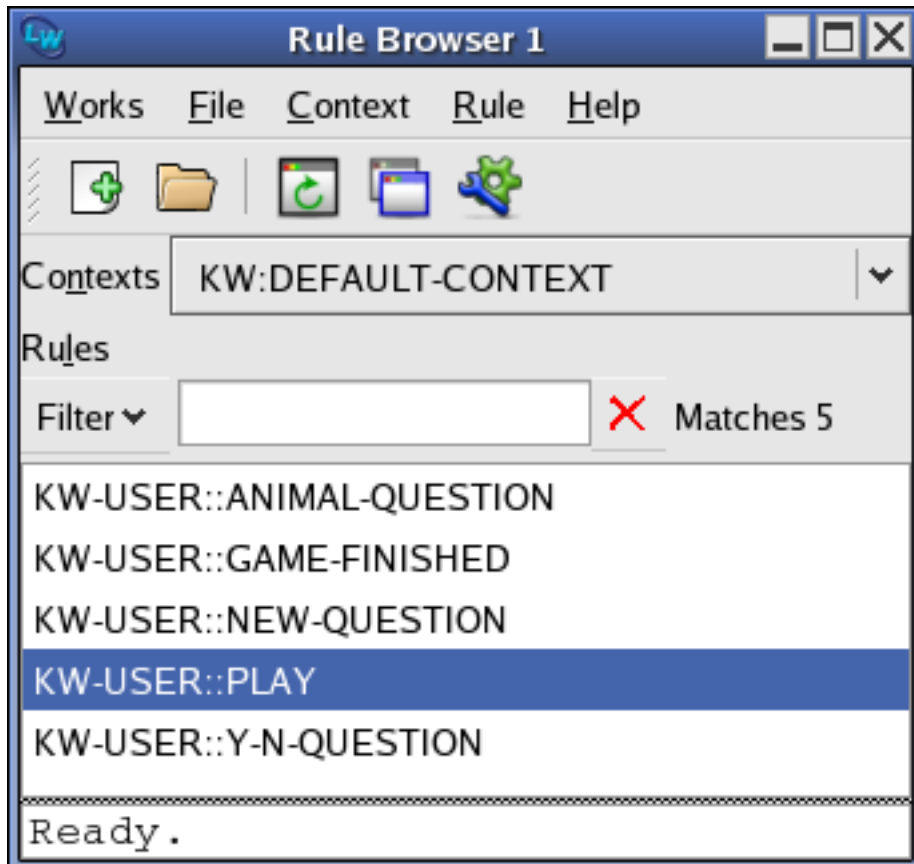 LW Rule Browser 1
Works File Context Rule Help
Contexts KW:DEFAULT-CONTEXT
Rules
Filter Matches 5
KW-USER::ANIMAL-QUESTION
KW-USER::GAME-FINISHED
KW-USER::NEW-QUESTION
KW-USER::PLAY
KW-USER::Y-N-QUESTION
Ready.